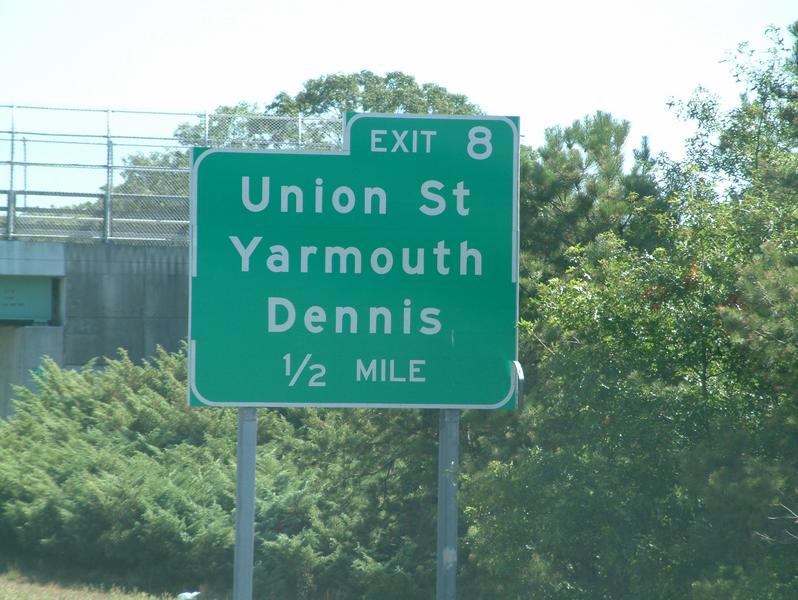 EXIT 8
Union St
Yarmouth
Dennis
1/2 MILE